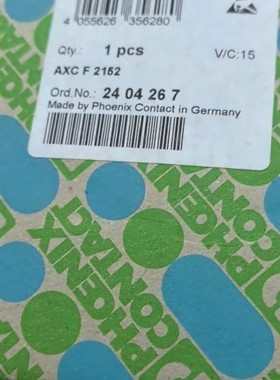 4 055626 356280
Qty.: 1 pcs V/C:15
AXC F 2152
Ord.No.: 24 04 26 7
Made by Phoenix Contact in Germany
PHOENIX
CONTACT
PHOENIX
CONTACT
PHOENIX
CONTACT